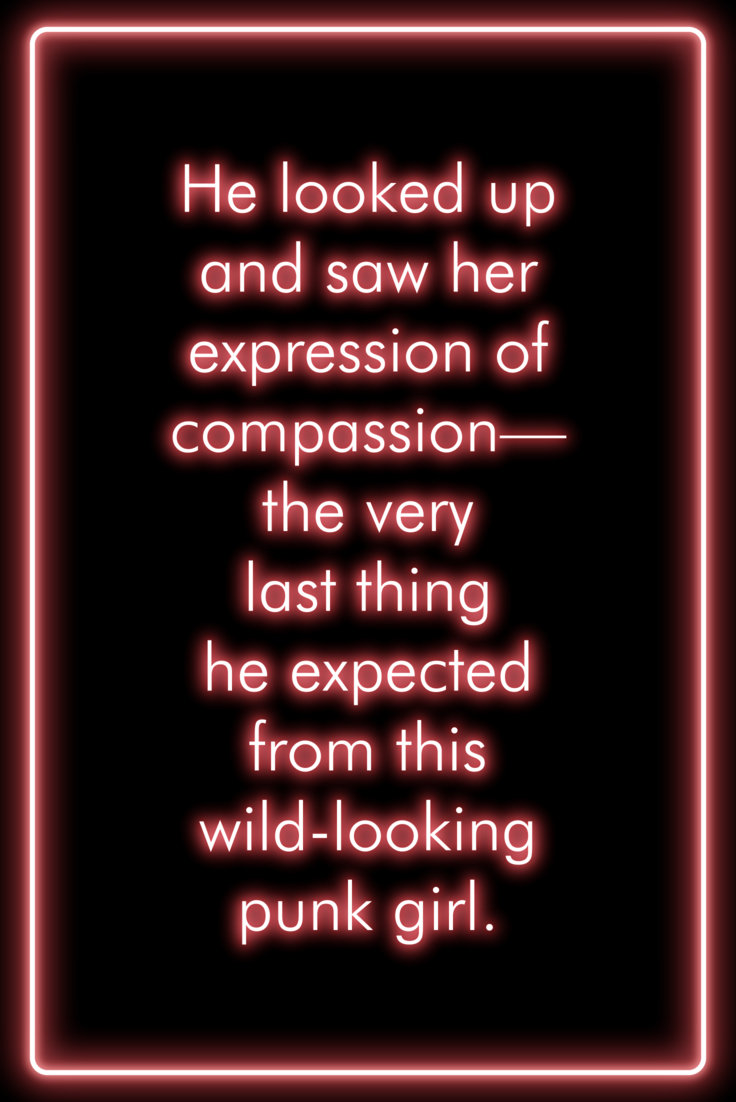 He looked up
and saw her
expression of
compassion—
the very
last thing
he expected
from this
wild-looking
punk girl.